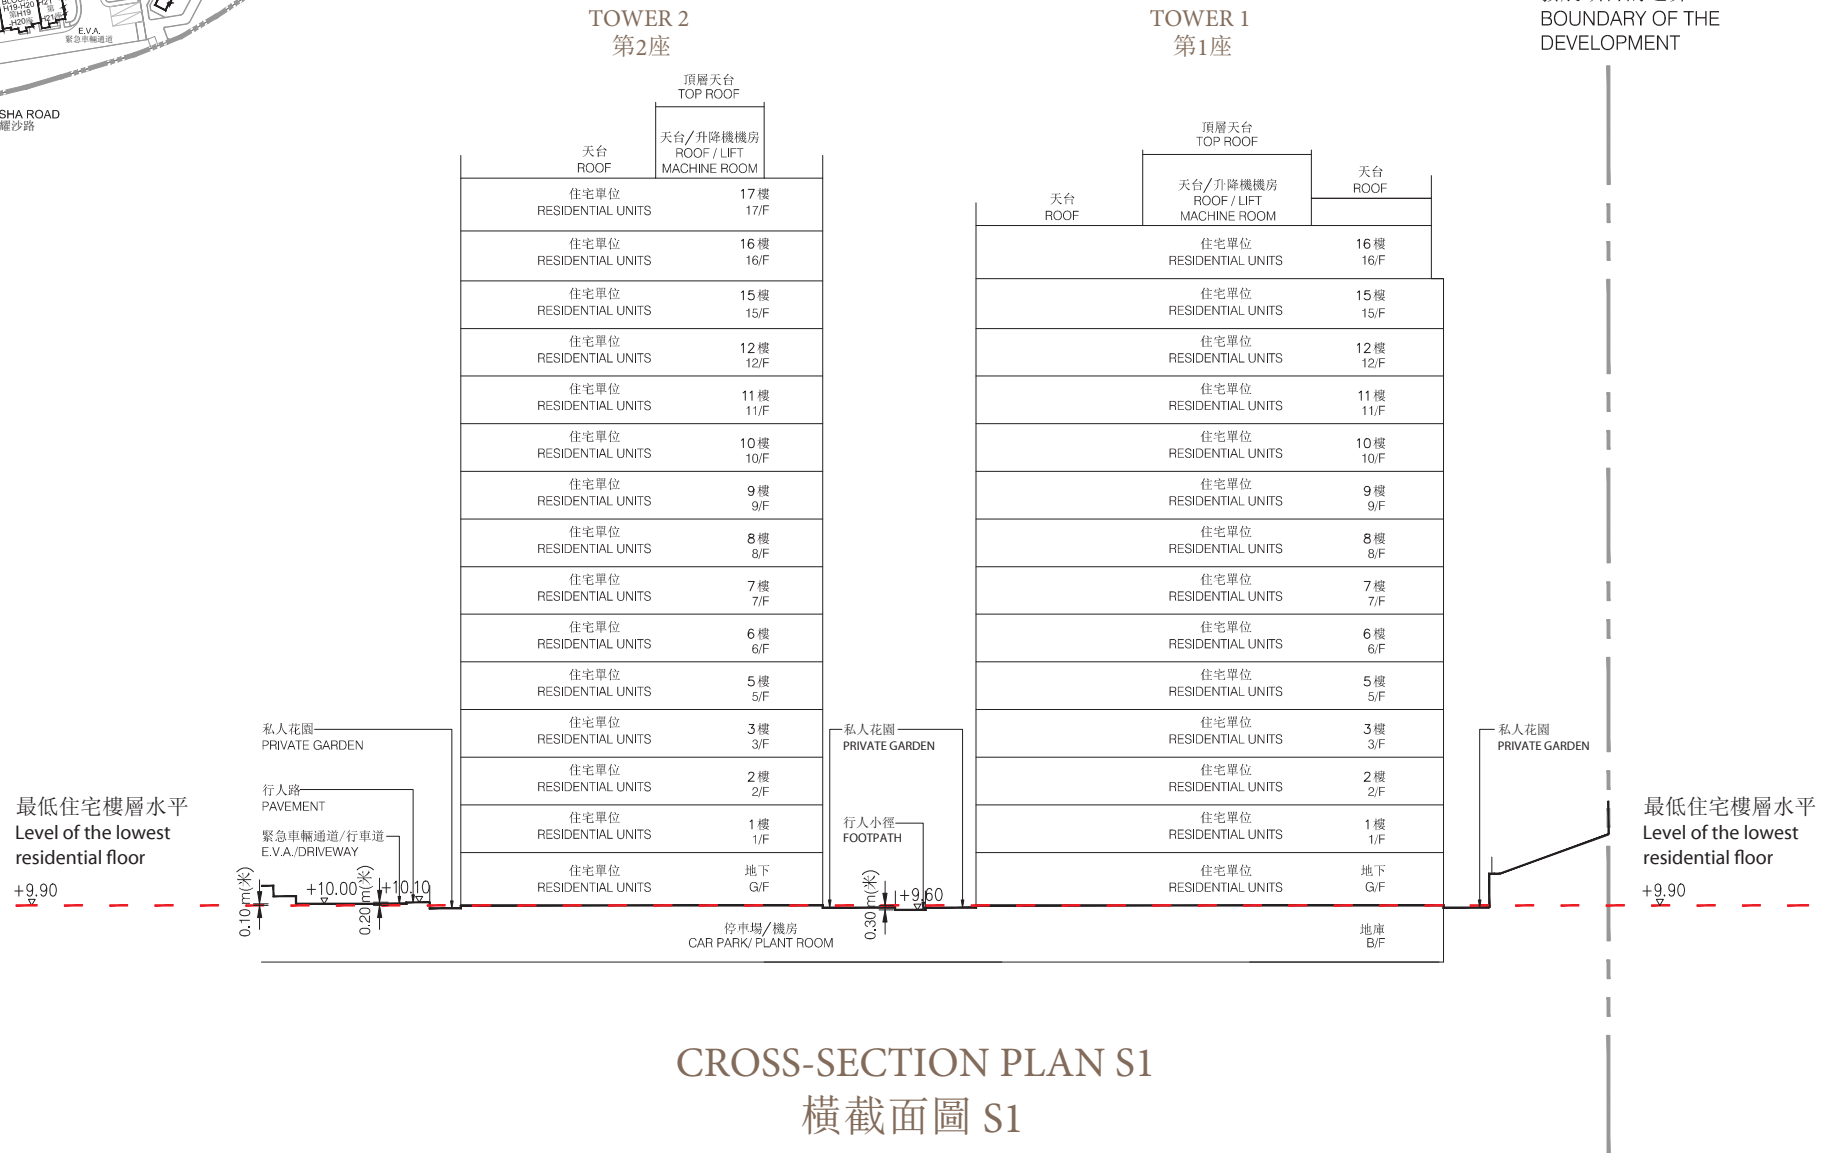 H19-H20
第H19
-H20座
H21
第
H21座
E.V.A.
緊急車輛通道
SHA ROAD
耀沙路
TOWER 2
第2座
TOWER 1
第1座
BOUNDARY OF THE
DEVELOPMENT
頂層天台
TOP ROOF
天台/升降機機房
ROOF / LIFT
MACHINE ROOM
天台
ROOF
住宅單位 17樓
RESIDENTIAL UNITS 17/F
住宅單位 16樓
RESIDENTIAL UNITS 16/F
住宅單位 15樓
RESIDENTIAL UNITS 15/F
住宅單位 12樓
RESIDENTIAL UNITS 12/F
住宅單位 11樓
RESIDENTIAL UNITS 11/F
住宅單位 10樓
RESIDENTIAL UNITS 10/F
住宅單位 9樓
RESIDENTIAL UNITS 9/F
住宅單位 8樓
RESIDENTIAL UNITS 8/F
住宅單位 7樓
RESIDENTIAL UNITS 7/F
住宅單位 6樓
RESIDENTIAL UNITS 6/F
住宅單位 5樓
RESIDENTIAL UNITS 5/F
住宅單位 3樓
RESIDENTIAL UNITS 3/F
住宅單位 2樓
RESIDENTIAL UNITS 2/F
住宅單位 1樓
RESIDENTIAL UNITS 1/F
住宅單位 地下
RESIDENTIAL UNITS G/F
頂層天台
TOP ROOF
天台/升降機機房
ROOF / LIFT
MACHINE ROOM
天台
ROOF
天台
ROOF
住宅單位 16樓
RESIDENTIAL UNITS 16/F
住宅單位 15樓
RESIDENTIAL UNITS 15/F
住宅單位 12樓
RESIDENTIAL UNITS 12/F
住宅單位 11樓
RESIDENTIAL UNITS 11/F
住宅單位 10樓
RESIDENTIAL UNITS 10/F
住宅單位 9樓
RESIDENTIAL UNITS 9/F
住宅單位 8樓
RESIDENTIAL UNITS 8/F
住宅單位 7樓
RESIDENTIAL UNITS 7/F
住宅單位 6樓
RESIDENTIAL UNITS 6/F
住宅單位 5樓
RESIDENTIAL UNITS 5/F
住宅單位 3樓
RESIDENTIAL UNITS 3/F
住宅單位 2樓
RESIDENTIAL UNITS 2/F
住宅單位 1樓
RESIDENTIAL UNITS 1/F
住宅單位 地下
RESIDENTIAL UNITS G/F
私人花園
PRIVATE GARDEN
行人路
PAVEMENT
緊急車輛通道/行車道
E.V.A./DRIVEWAY
私人花園
PRIVATE GARDEN
行人小徑
FOOTPATH
私人花園
PRIVATE GARDEN
最低住宅樓層水平
Level of the lowest
residential floor
+9.90
0.10 m(米)
+10.00
0.20 m(米)
+10.10
0.30 m(米)
+9.60
最低住宅樓層水平
Level of the lowest
residential floor
+9.90
停車場/機房
CAR PARK/ PLANT ROOM
地庫
B/F
CROSS-SECTION PLAN S1
橫截面圖 S1